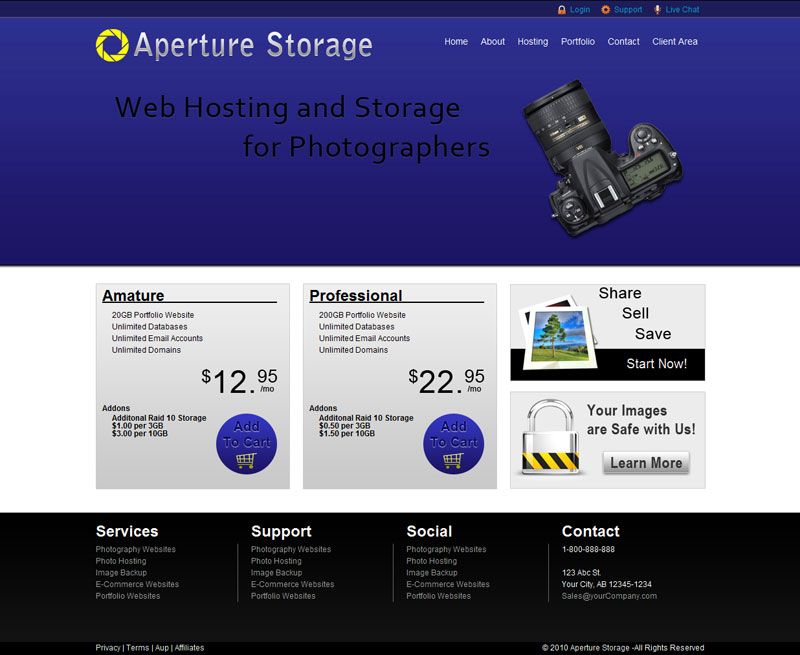 Login Support Live Chat
Aperture Storage
Home About Hosting Portfolio Contact Client Area
Web Hosting and Storage
for Photographers
Amature
20GB Portfolio Website
Unlimited Databases
Unlimited Email Accounts
Unlimited Domains
$12.95
/mo
Addons
Additonal Raid 10 Storage
$1.00 per 3GB
$3.00 per 10GB
Add
To Cart
Professional
200GB Portfolio Website
Unlimited Databases
Unlimited Email Accounts
Unlimited Domains
$22.95
/mo
Addons
Additonal Raid 10 Storage
$0.50 per 3GB
$1.50 per 10GB
Add
To Cart
Share
Sell
Save
Start Now!
Your Images
are Safe with Us!
Learn More
Services
Photography Websites
Photo Hosting
Image Backup
E-Commerce Websites
Portfolio Websites
Support
Photography Websites
Photo Hosting
Image Backup
E-Commerce Websites
Portfolio Websites
Social
Photography Websites
Photo Hosting
Image Backup
E-Commerce Websites
Portfolio Websites
Contact
1-800-888-888
123 Abc St.
Your City, AB 12345-1234
Sales@yourCompany.com
Privacy | Terms | Aup | Affiliates
© 2010 Aperture Storage -All Rights Reserved